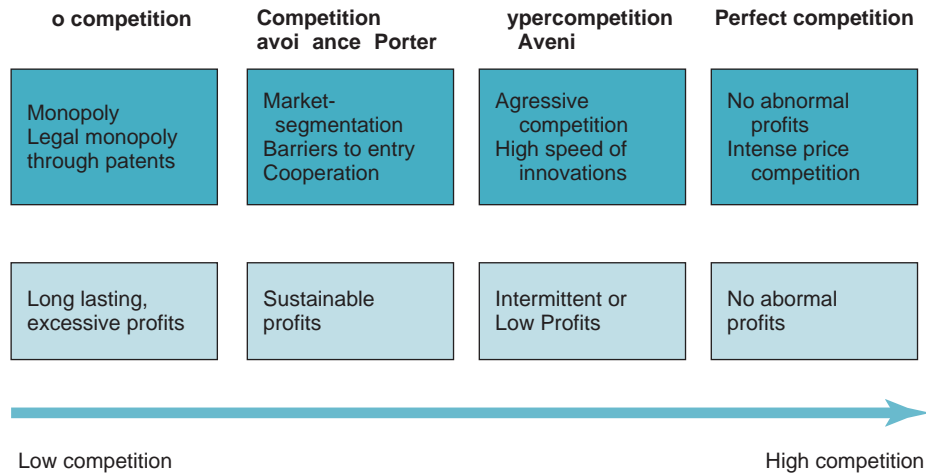 o competition
Competition
avoi ance Porter
ypercompetition
Aveni
Perfect competition
Monopoly
Legal monopoly
through patents
Market-
segmentation
Barriers to entry
Cooperation
Agressive
competition
High speed of
innovations
No abnormal
profits
Intense price
competition
Long lasting,
excessive profits
Sustainable
profits
Intermittent or
Low Profits
No abormal
profits
Low competition
High competition